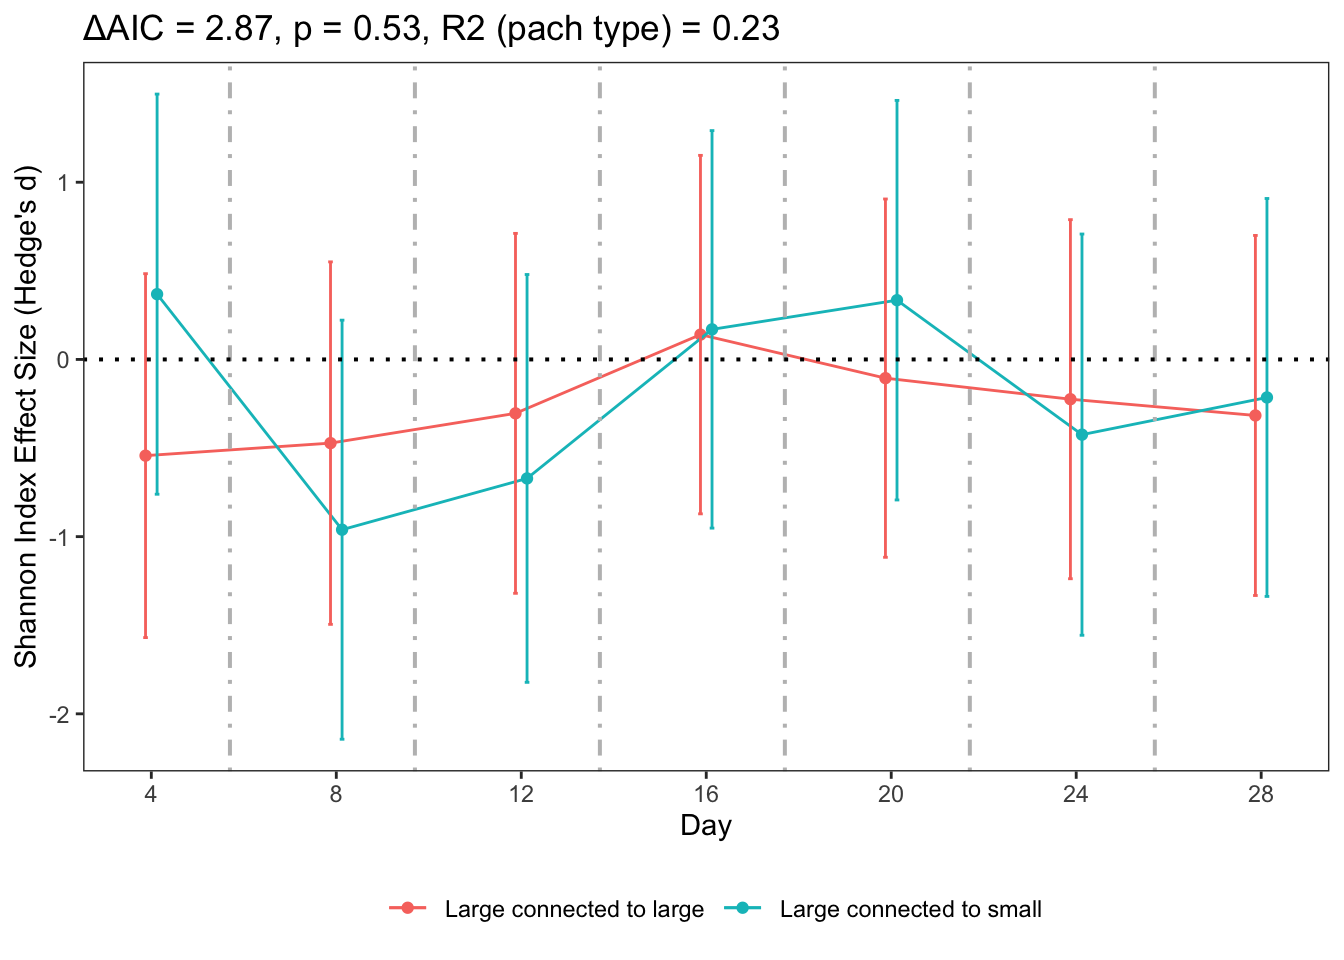 ΔAIC = 2.87, p = 0.53, R2 (pach type) = 0.23
Shannon Index Effect Size (Hedge's d)
1
0
-1
-2
4 8 12 16 20 24 28
Day
Large connected to large Large connected to small